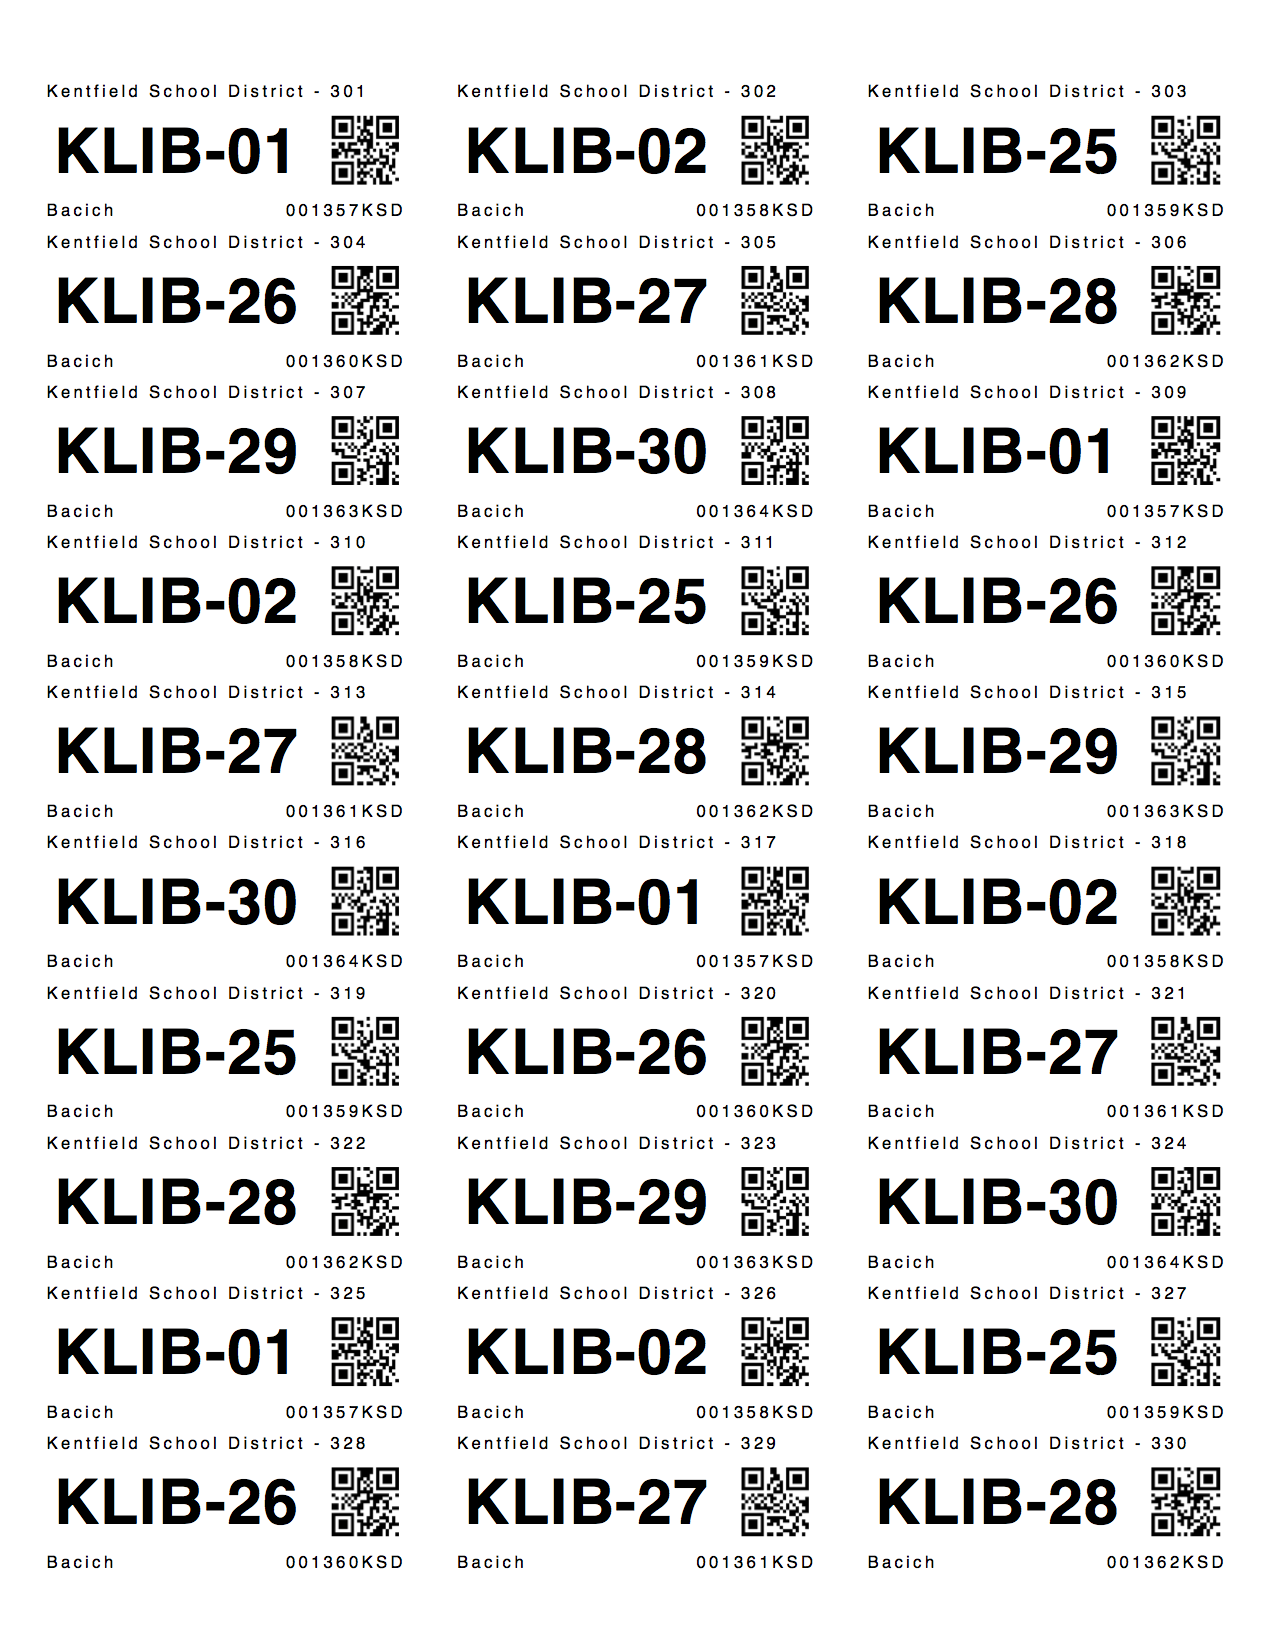 Kentfield School District - 301 Kentfield School District - 302 Kentfield School District - 303
KLIB-01 KLIB-02 KLIB-25
Bacich 001357KSD Bacich 001358KSD Bacich 001359KSD
Kentfield School District - 304 Kentfield School District - 305 Kentfield School District - 306
KLIB-26 KLIB-27 KLIB-28
Bacich 001360KSD Bacich 001361KSD Bacich 001362KSD
Kentfield School District - 307 Kentfield School District - 308 Kentfield School District - 309
KLIB-29 KLIB-30 KLIB-01
Bacich 001363KSD Bacich 001364KSD Bacich 001357KSD
Kentfield School District - 310 Kentfield School District - 311 Kentfield School District - 312
KLIB-02 KLIB-25 KLIB-26
Bacich 001358KSD Bacich 001359KSD Bacich 001360KSD
Kentfield School District - 313 Kentfield School District - 314 Kentfield School District - 315
KLIB-27 KLIB-28 KLIB-29
Bacich 001361KSD Bacich 001362KSD Bacich 001363KSD
Kentfield School District - 316 Kentfield School District - 317 Kentfield School District - 318
KLIB-30 KLIB-01 KLIB-02
Bacich 001364KSD Bacich 001357KSD Bacich 001358KSD
Kentfield School District - 319 Kentfield School District - 320 Kentfield School District - 321
KLIB-25 KLIB-26 KLIB-27
Bacich 001359KSD Bacich 001360KSD Bacich 001361KSD
Kentfield School District - 322 Kentfield School District - 323 Kentfield School District - 324
KLIB-28 KLIB-29 KLIB-30
Bacich 001362KSD Bacich 001363KSD Bacich 001364KSD
Kentfield School District - 325 Kentfield School District - 326 Kentfield School District - 327
KLIB-01 KLIB-02 KLIB-25
Bacich 001357KSD Bacich 001358KSD Bacich 001359KSD
Kentfield School District - 328 Kentfield School District - 329 Kentfield School District - 330
KLIB-26 KLIB-27 KLIB-28
Bacich 001360KSD Bacich 001361KSD Bacich 001362KSD